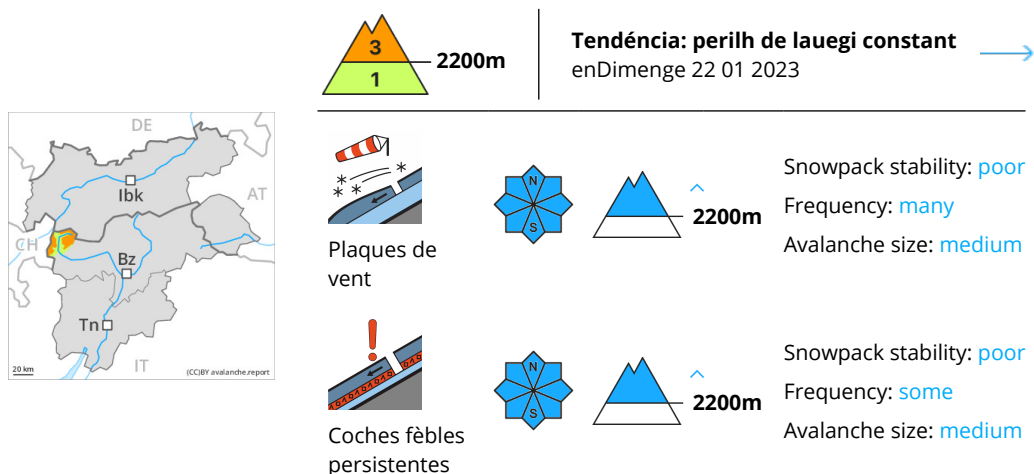 3
1
2200m
Tendéncia: perilh de lauegi constant
enDimenge 22 01 2023
DE
Ibk
AT
CH
Bz
Tn
IT
20 km
(CC)BY avalanche.report
Plaques de
vent
N
S
2200m
Snowpack stability: poor
Frequency: many
Avalanche size: medium
Coches fèbles
persistentes
N
S
2200m
Snowpack stability: poor
Frequency: some
Avalanche size: medium